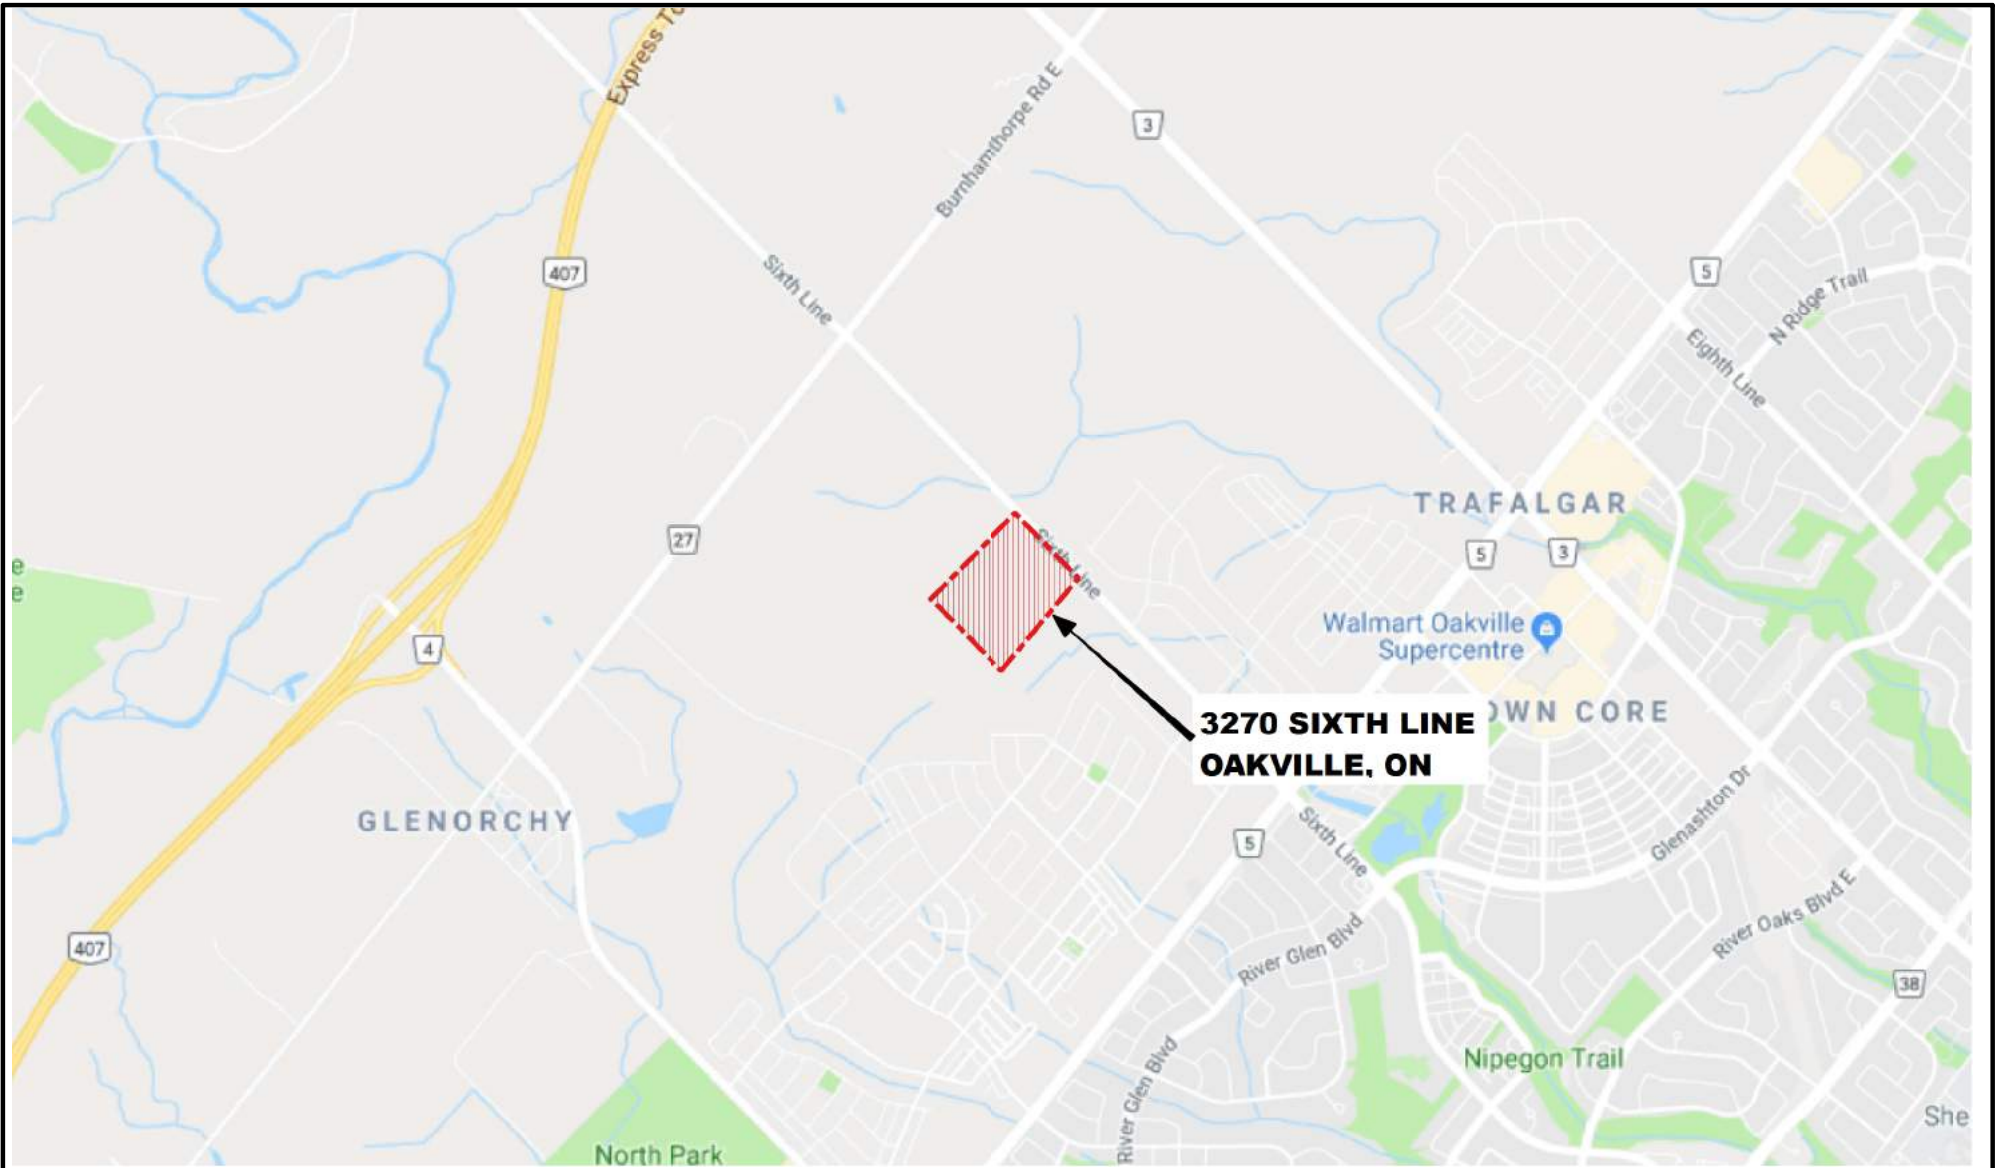 Express To
3
Burnhamthorpe Rd E
407
Sixth Line
5
N Ridge Trail
Eighth Line
TRAFALGAR
27
5
3
Sixth Line
e
e
4
Walmart Oakville
Supercentre
OWN CORE
3270 SIXTH LINE
OAKVILLE, ON
GLENORCHY
5
Sixth Line
Glenashton Dr
407
River Glen Blvd
River Oaks Blvd E
38
River Glen Blvd
Nipegon Trail
She
North Park